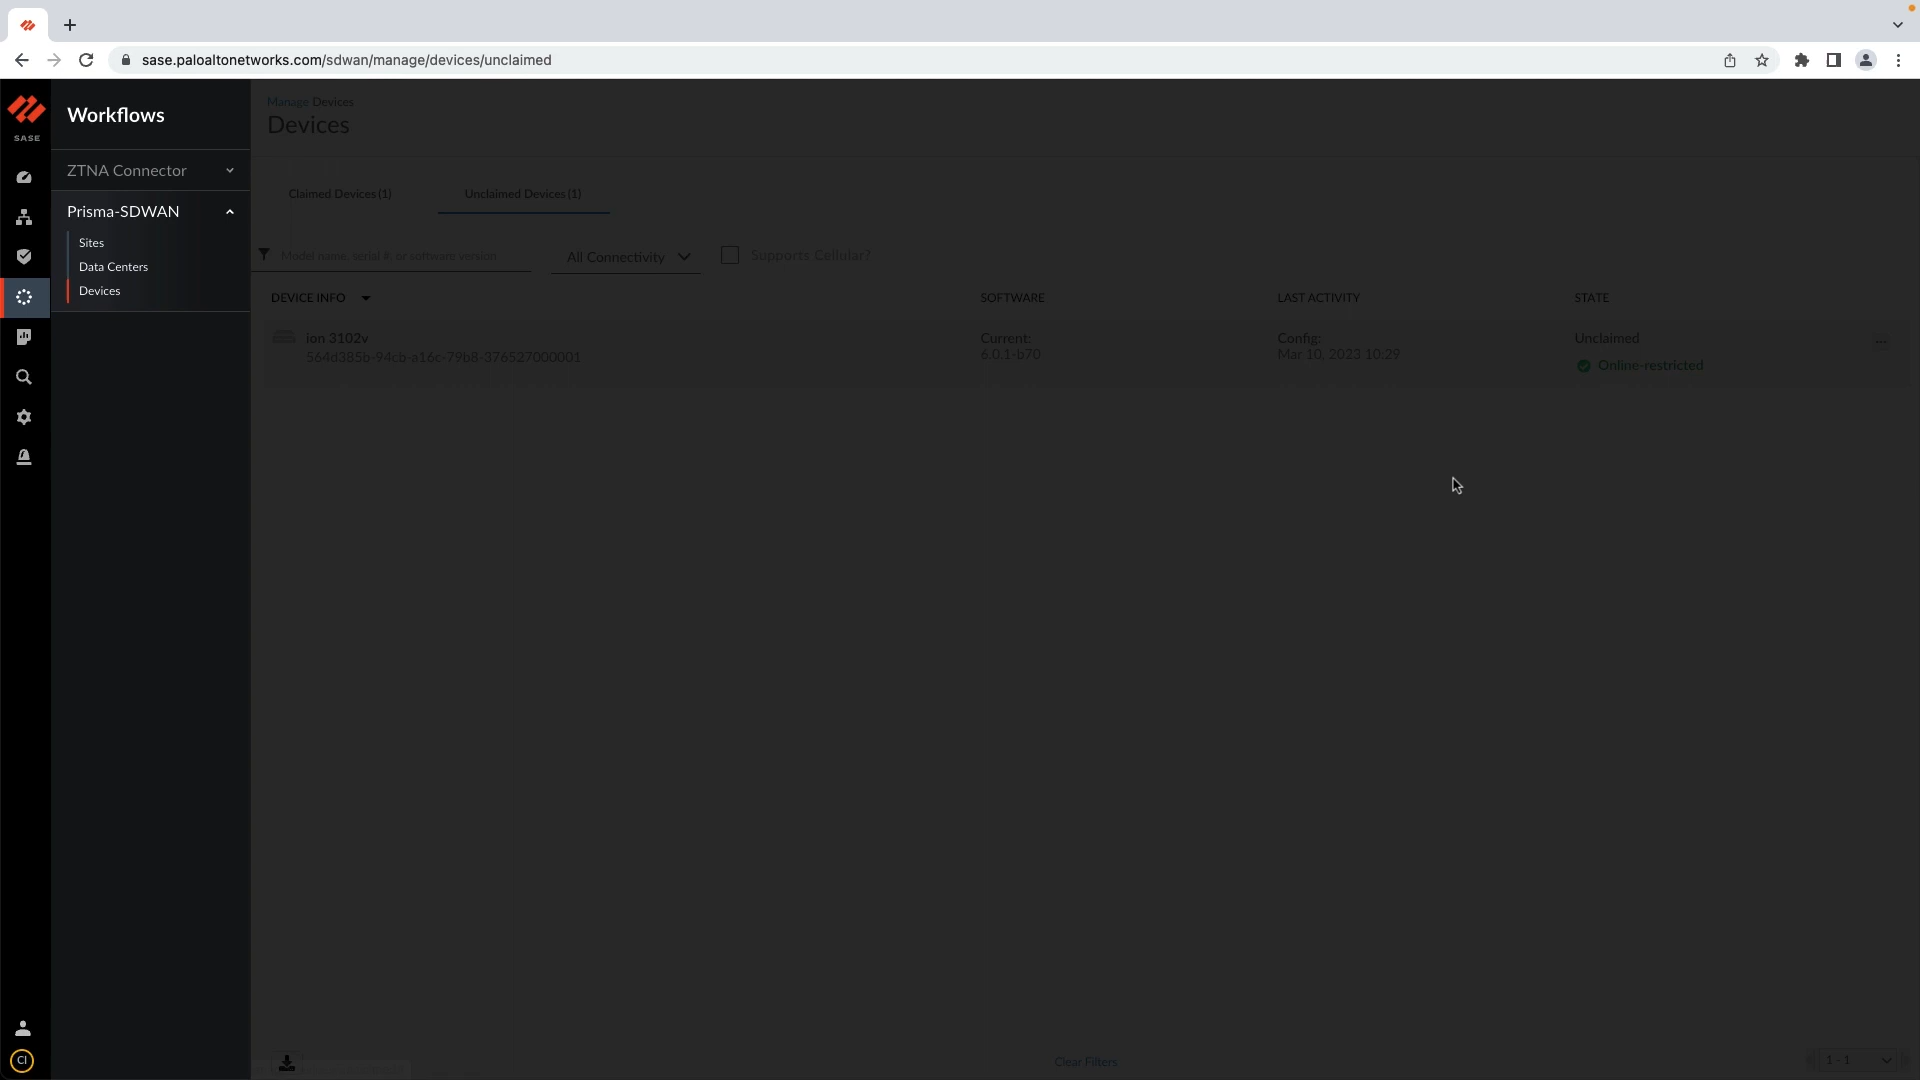 sase.paloaltonetworks.com/sdwan/manage/devices/unclaimed
SASE
Workflows
ZTNA Connector
Prisma-SDWAN
Sites
Data Centers
Devices
Manage Devices
Devices
Claimed Devices (1)
Unclaimed Devices (1)
Model name, serial #, or software version
All Connectivity
Supports Cellular?
DEVICE INFO
SOFTWARE
LAST ACTIVITY
STATE
ion 3102v
564d385b-94cb-a16c-79b8-376527000001
Current:
6.0.1-b70
Config:
Mar 10, 2023 10:29
Unclaimed
Online-restricted
Clear Filters
1 - 1
CI